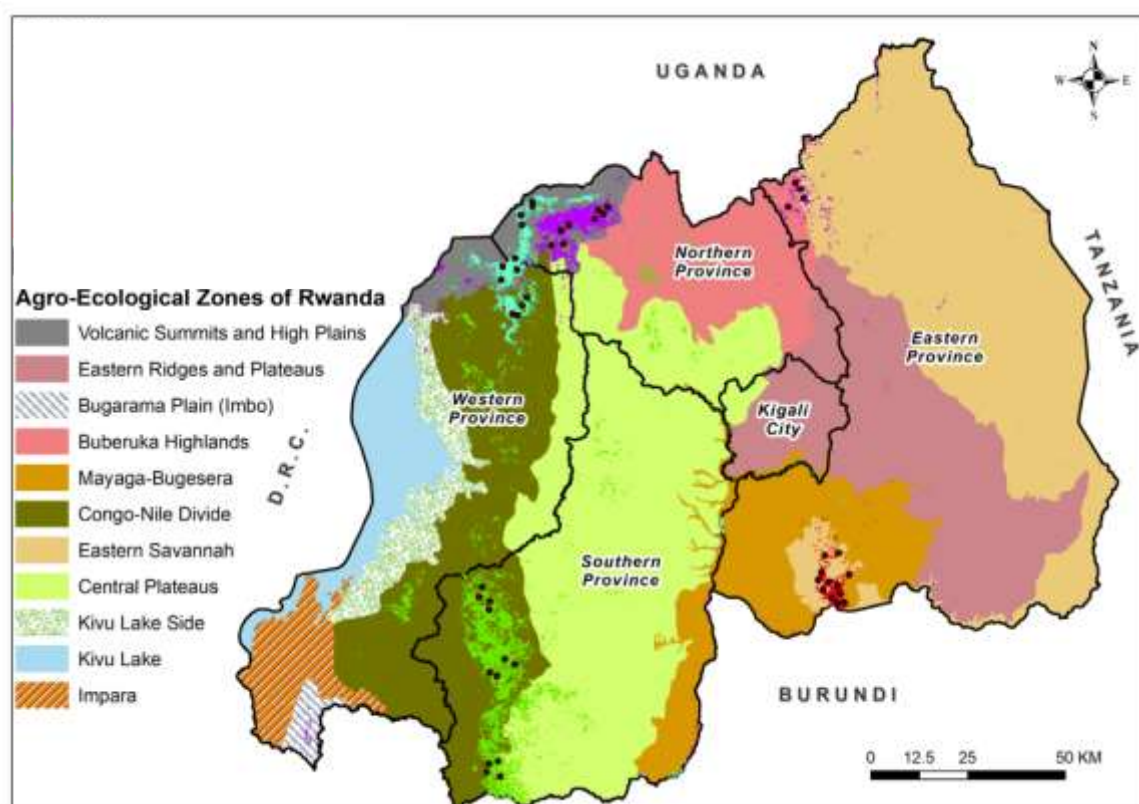 UGANDA
N
W E
S
TANZANIA
Northern
Province
Eastern
Province
Agro-Ecological Zones of Rwanda
Volcanic Summits and High Plains
Eastern Ridges and Plateaus
Bugarama Plain (Imbo)
Buberuka Highlands
Mayaga-Bugesera
Congo-Nile Divide
Eastern Savannah
Central Plateaus
Kivu Lake Side
Kivu Lake
Impara
Western
Province
Kigali
City
D.R.C.
Southern
Province
BURUNDI
0 12.5 25 50 KM